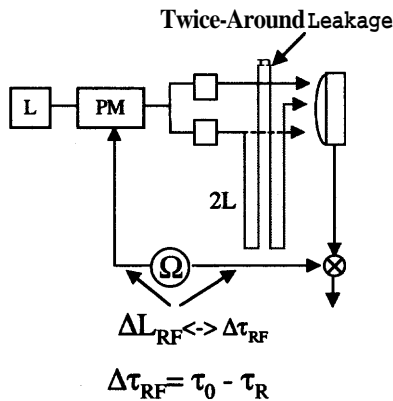 Twice-Around Leakage
L
PM
2L
Ω
ΔL_RF <-> Δτ_RF
Δτ_RF = τ_0 - τ_R